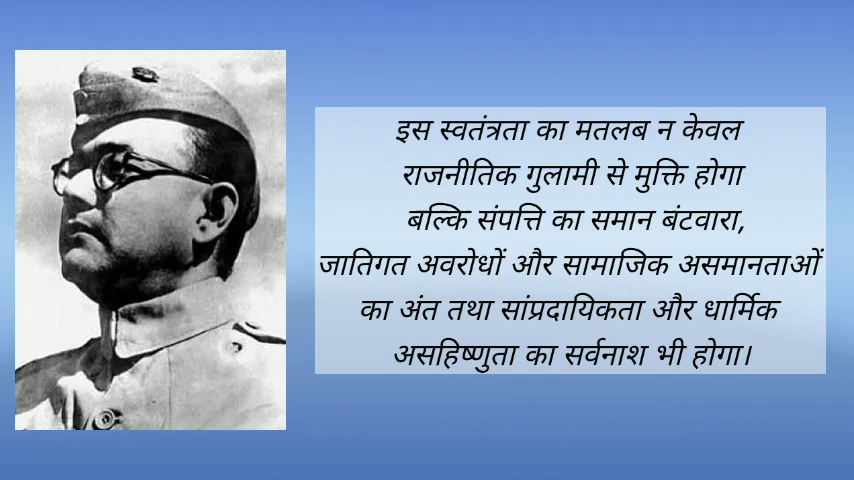 इस स्वतंत्रता का मतलब न केवल
राजनीतिक गुलामी से मुक्ति होगा
बल्कि संपत्ति का समान बंटवारा,
जातिगत अवरोधों और सामाजिक असमानताओं
का अंत तथा सांप्रदायिकता और धार्मिक
असहिष्णुता का सर्वनाश भी होगा।